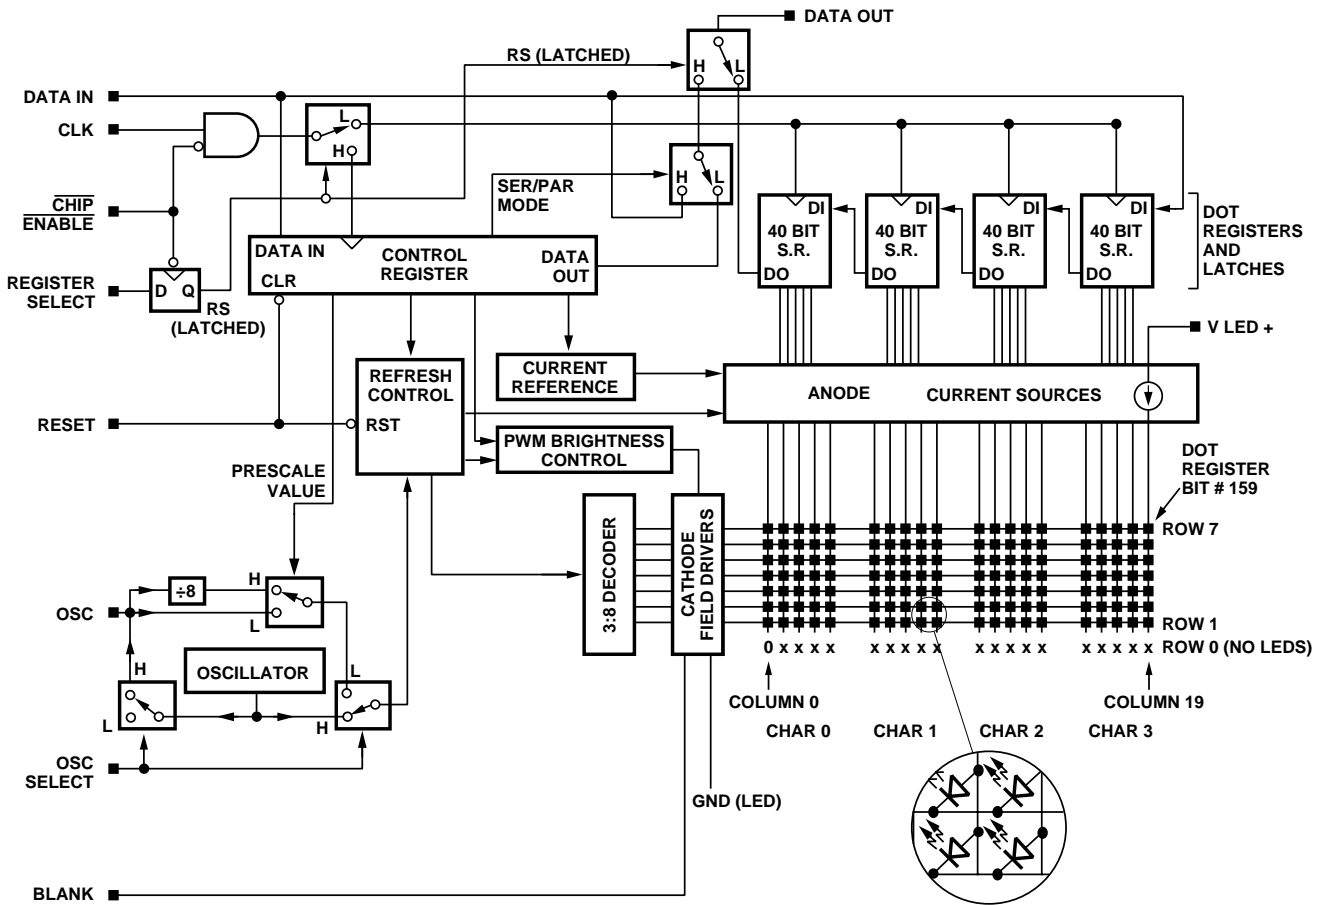 DATA OUT
RS (LATCHED)
H L
DATA IN
CLK
L
H
CHIP
ENABLE
SER/PAR
MODE
H L
DI
40 BIT
S.R.
DO
DI
40 BIT
S.R.
DO
DI
40 BIT
S.R.
DO
DI
40 BIT
S.R.
DO
DOT
REGISTERS
AND
LATCHES
DATA IN
CLR
CONTROL
REGISTER
DATA
OUT
REGISTER
SELECT
D Q
RS
(LATCHED)
V LED +
REFRESH
CONTROL
RST
CURRENT
REFERENCE
ANODE CURRENT SOURCES
RESET
PWM BRIGHTNESS
CONTROL
PRESCALE
VALUE
DOT
REGISTER
BIT # 159
3:8 DECODER
CATHODE
FIELD DRIVERS
ROW 7
ROW 1
0 x x x x x x x x x x x x x x x x x x x ROW 0 (NO LEDS)
OSC
÷8
H
L
H
L
OSCILLATOR
L
H
COLUMN 0
COLUMN 19
CHAR 0 CHAR 1 CHAR 2 CHAR 3
OSC
SELECT
GND (LED)
BLANK